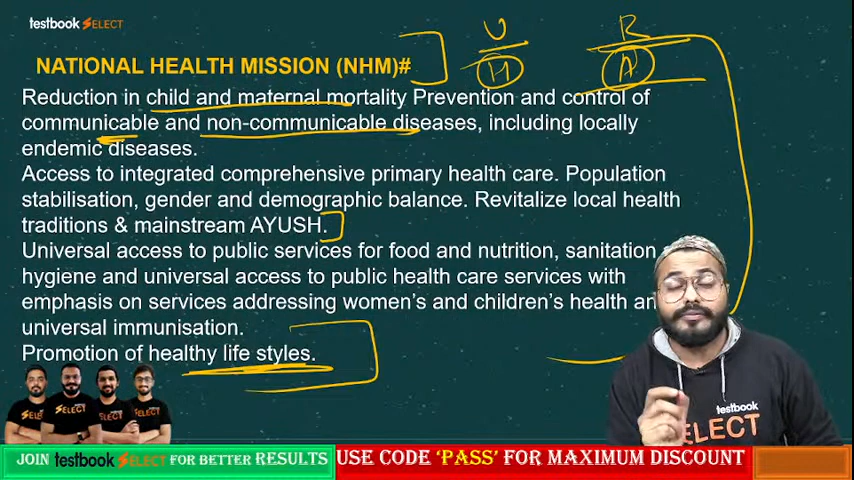 testbook SELECT
U R
NATIONAL HEALTH MISSION (NHM)# H A
Reduction in child and maternal mortality Prevention and control of
communicable and non-communicable diseases, including locally
endemic diseases.
Access to integrated comprehensive primary health care. Population
stabilisation, gender and demographic balance. Revitalize local health
traditions & mainstream AYUSH.
Universal access to public services for food and nutrition, sanitation
hygiene and universal access to public health care services with
emphasis on services addressing women's and children's health an
universal immunisation.
Promotion of healthy life styles.
SELECT
SELECT
SELECT
testbook
SELECT
JOIN testbook SELECT FOR BETTER RESULTS USE CODE 'PASS' FOR MAXIMUM DISCOUNT